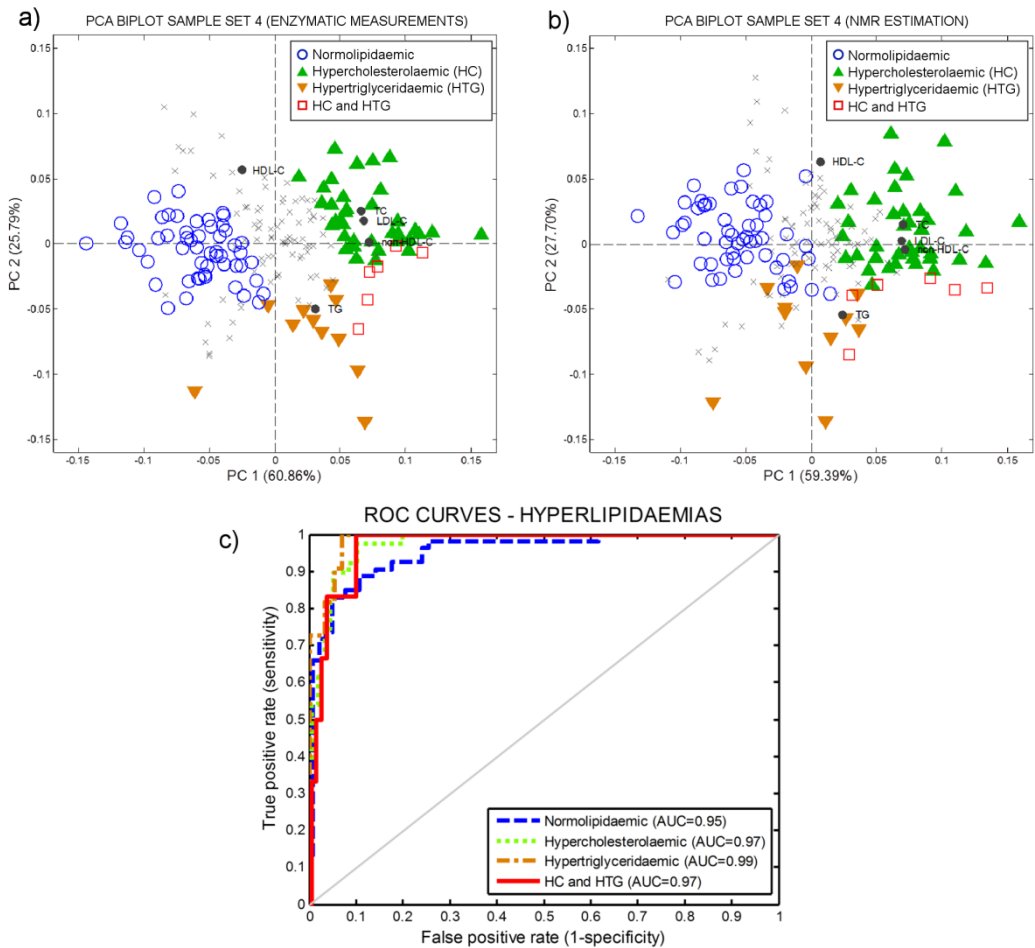 a)
PCA BIPLOT SAMPLE SET 4 (ENZYMATIC MEASUREMENTS)
Normolipidaemic
Hypercholesterolaemic (HC)
Hypertriglyceridaemic (HTG)
HC and HTG
0.15
0.1
0.05
0
-0.05
-0.1
-0.15
PC 2 (25.79%)
HDL-C
TC
LDL-C
non-HDL-C
TG
-0.15
-0.1
-0.05
0
0.05
0.1
0.15
PC 1 (60.86%)
b)
PCA BIPLOT SAMPLE SET 4 (NMR ESTIMATION)
Normolipidaemic
Hypercholesterolaemic (HC)
Hypertriglyceridaemic (HTG)
HC and HTG
0.15
0.1
0.05
0
-0.05
-0.1
-0.15
PC 2 (27.70%)
HDL-C
TC
LDL-C
non-HDL-C
TG
-0.15
-0.1
-0.05
0
0.05
0.1
0.15
PC 1 (59.39%)
c)
ROC CURVES - HYPERLIPIDAEMIAS
1
0.9
0.8
0.7
0.6
0.5
0.4
0.3
0.2
0.1
0
True positive rate (sensitivity)
Normolipidaemic (AUC=0.95)
Hypercholesterolaemic (AUC=0.97)
Hypertriglyceridaemic (AUC=0.99)
HC and HTG (AUC=0.97)
0
0.1
0.2
0.3
0.4
0.5
0.6
0.7
0.8
0.9
1
False positive rate (1-specificity)